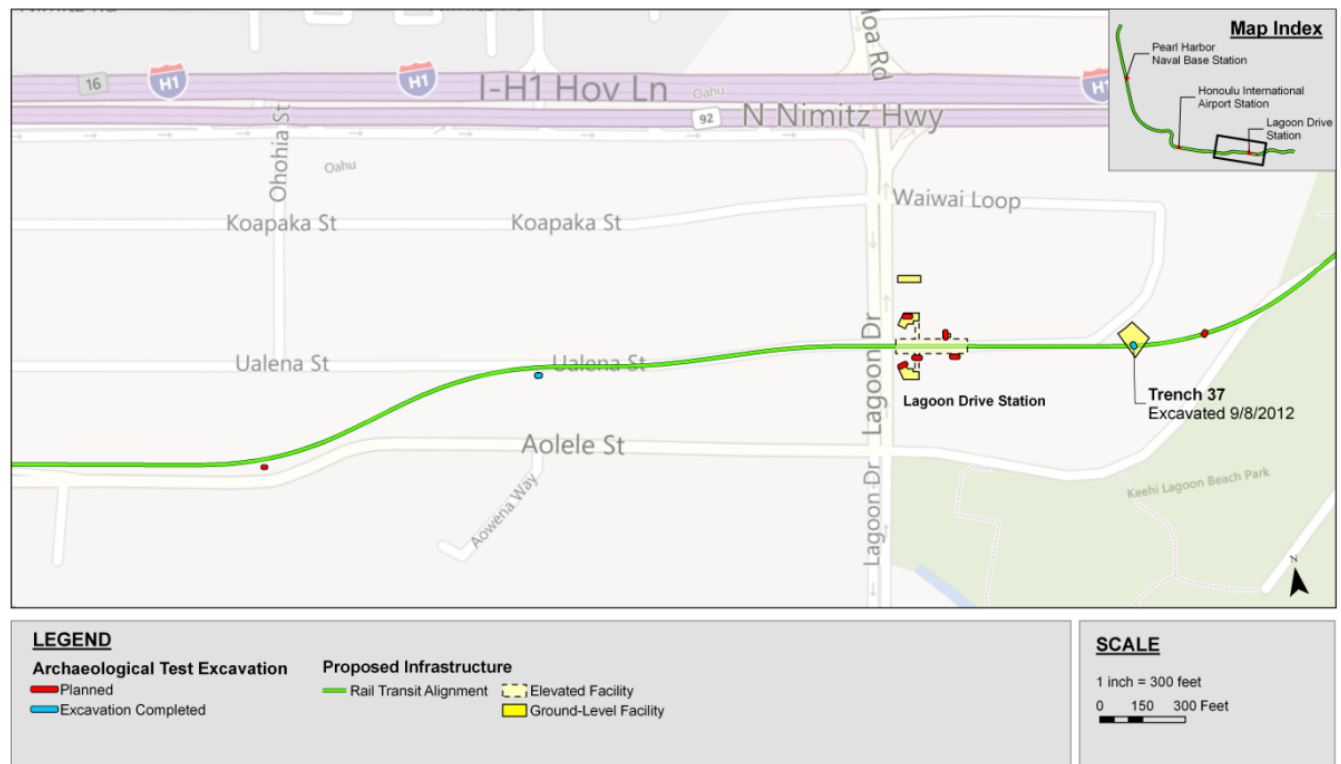 Nimitz Rd
H1
16
H1
I-H1 Hov Ln
Oahu
H1
92
N Nimitz Hwy
Ohohia St
Oahu
Koapaka St
Koapaka St
Waiwai Loop
Ualena St
Ualena St
Lagoon Dr
Lagoon Drive Station
Trench 37
Excavated 9/8/2012
Aolele St
Aowena Way
Lagoon Dr
Keehi Lagoon Beach Park
N
Map Index
Pearl Harbor
Naval Base Station
Honoulu International
Airport Station
Lagoon Drive
Station
LEGEND
Archaeological Test Excavation
Planned
Excavation Completed
Proposed Infrastructure
Rail Transit Alignment
Elevated Facility
Ground-Level Facility
SCALE
1 inch = 300 feet
0 150 300 Feet